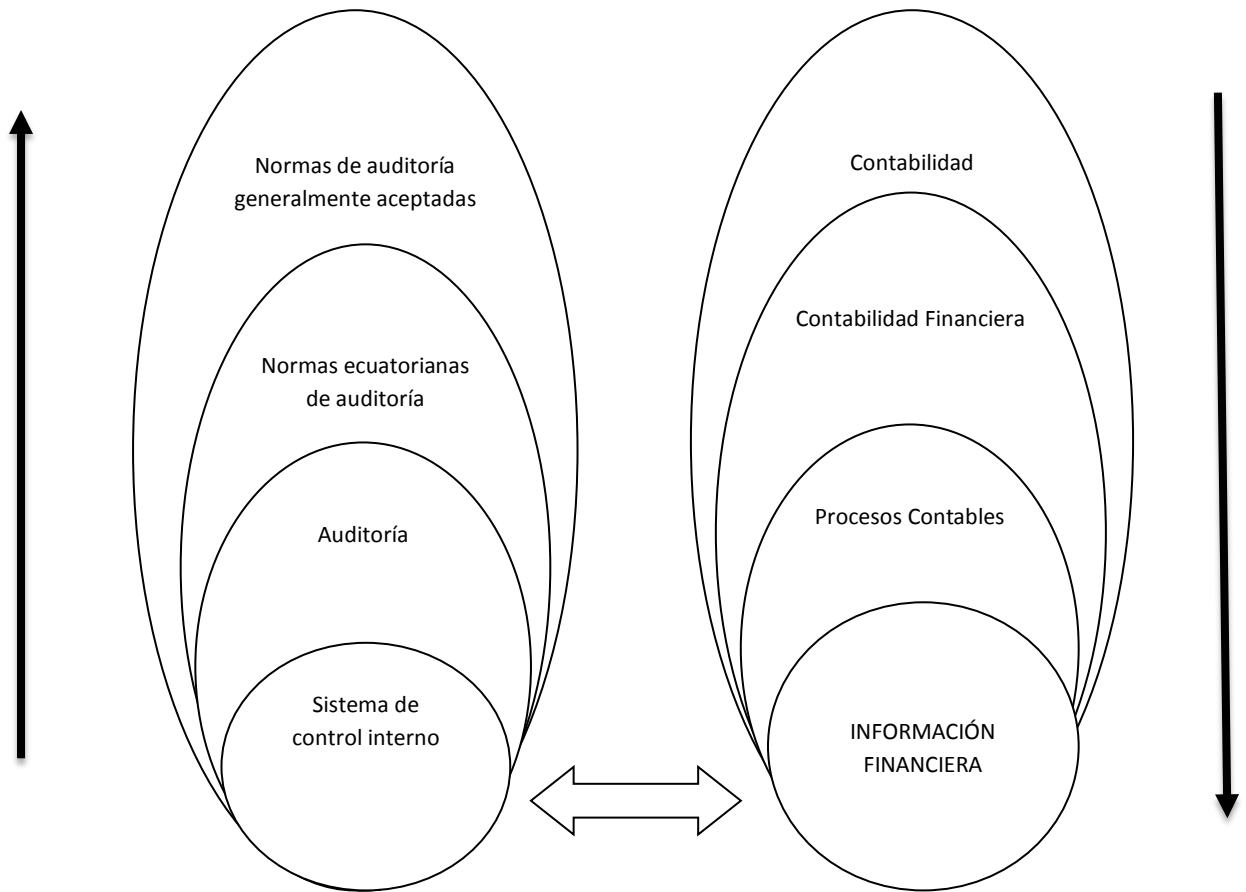 Normas de auditoría
generalmente aceptadas
Normas ecuatorianas
de auditoría
Auditoría
Sistema de
control interno
Contabilidad
Contabilidad Financiera
Procesos Contables
INFORMACIÓN
FINANCIERA